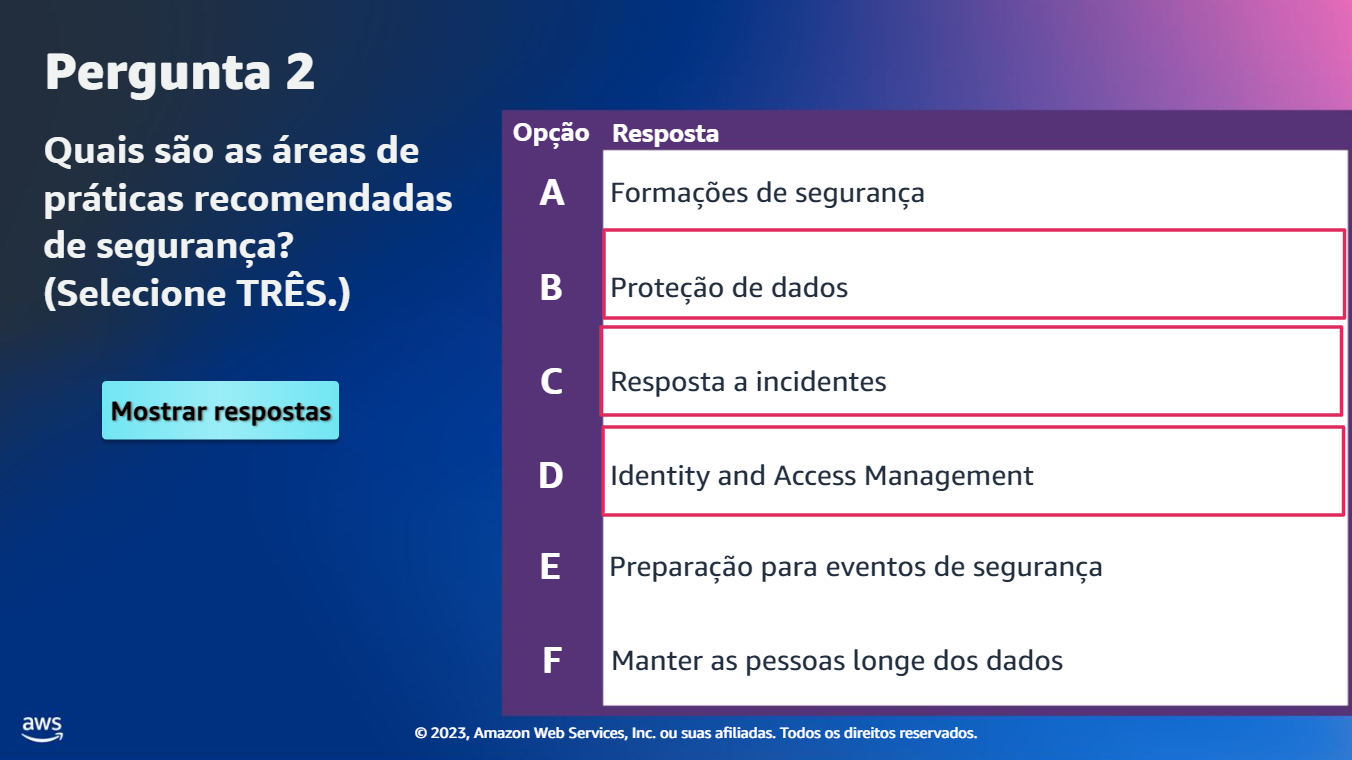 Pergunta 2
Quais são as áreas de
práticas recomendadas
de segurança?
(Selecione TRÊS.)
Mostrar respostas
Opção Resposta
A Formações de segurança
B Proteção de dados
C Resposta a incidentes
D Identity and Access Management
E Preparação para eventos de segurança
F Manter as pessoas longe dos dados
aws
© 2023, Amazon Web Services, Inc. ou suas afiliadas. Todos os direitos reservados.